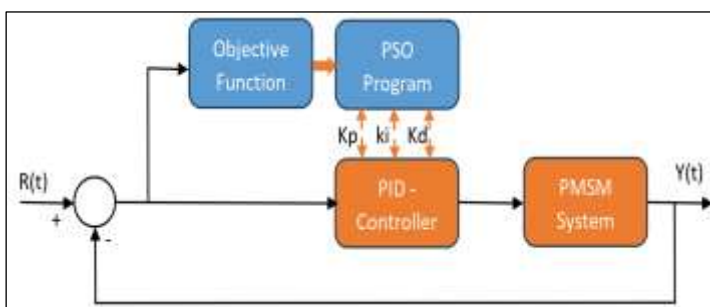 Objective
Function
PSO
Program
Kp ki Kd
R(t)
+
-
PID -
Controller
PMSM
System
Y(t)